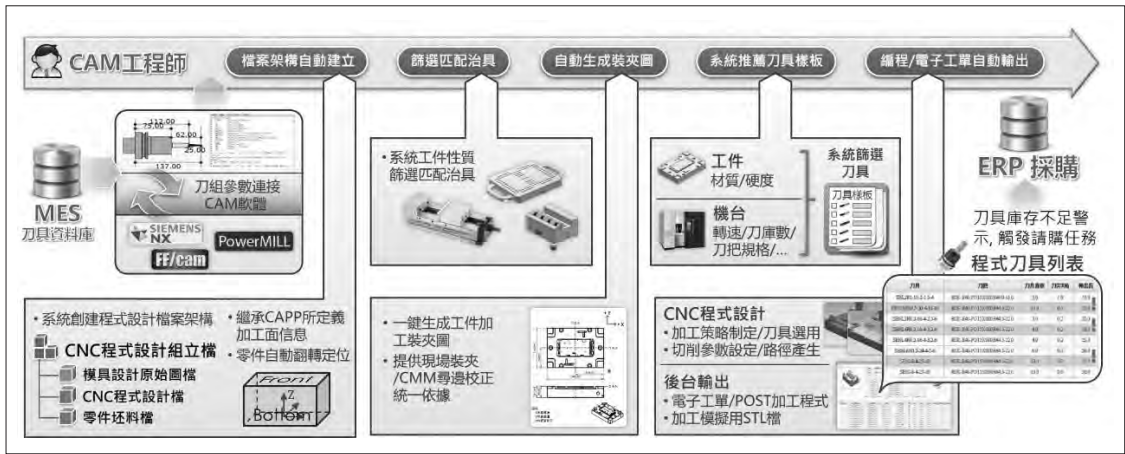 CAM工程師
檔案架構自動建立
篩選匹配治具
自動生成裝夾圖
系統推薦刀具樣板
編程/電子工單自動輸出
MES
刀具資料庫
112.00
75.00
62.00
25.00
137.00
刀組參數連接
CAM軟體
SIEMENS
NX
PowerMILL
FF/cam
・系統工件性質
篩選匹配治具
工件
材質/硬度
機台
轉速/刀庫數/
刀把規格/...
系統篩選
刀具
刀具樣板
ERP 採購
刀具庫存不足警
示, 觸發請購任務
程式刀具列表
・系統創建程式設計檔案架構
CNC程式設計組立檔
模具設計原始圖檔
CNC程式設計檔
零件坯料檔
・繼承CAPP所定義
加工面信息
・零件自動翻轉定位
Front
Z
Bottom
・一鍵生成工件加
工裝夾圖
・提供現場裝夾
/CMM尋邊校正
統一依據
CNC程式設計
・加工策略制定/刀具選用
・切削參數設定/路徑產生
後台輸出
・電子工單/POST加工程式
・加工模擬用STL檔